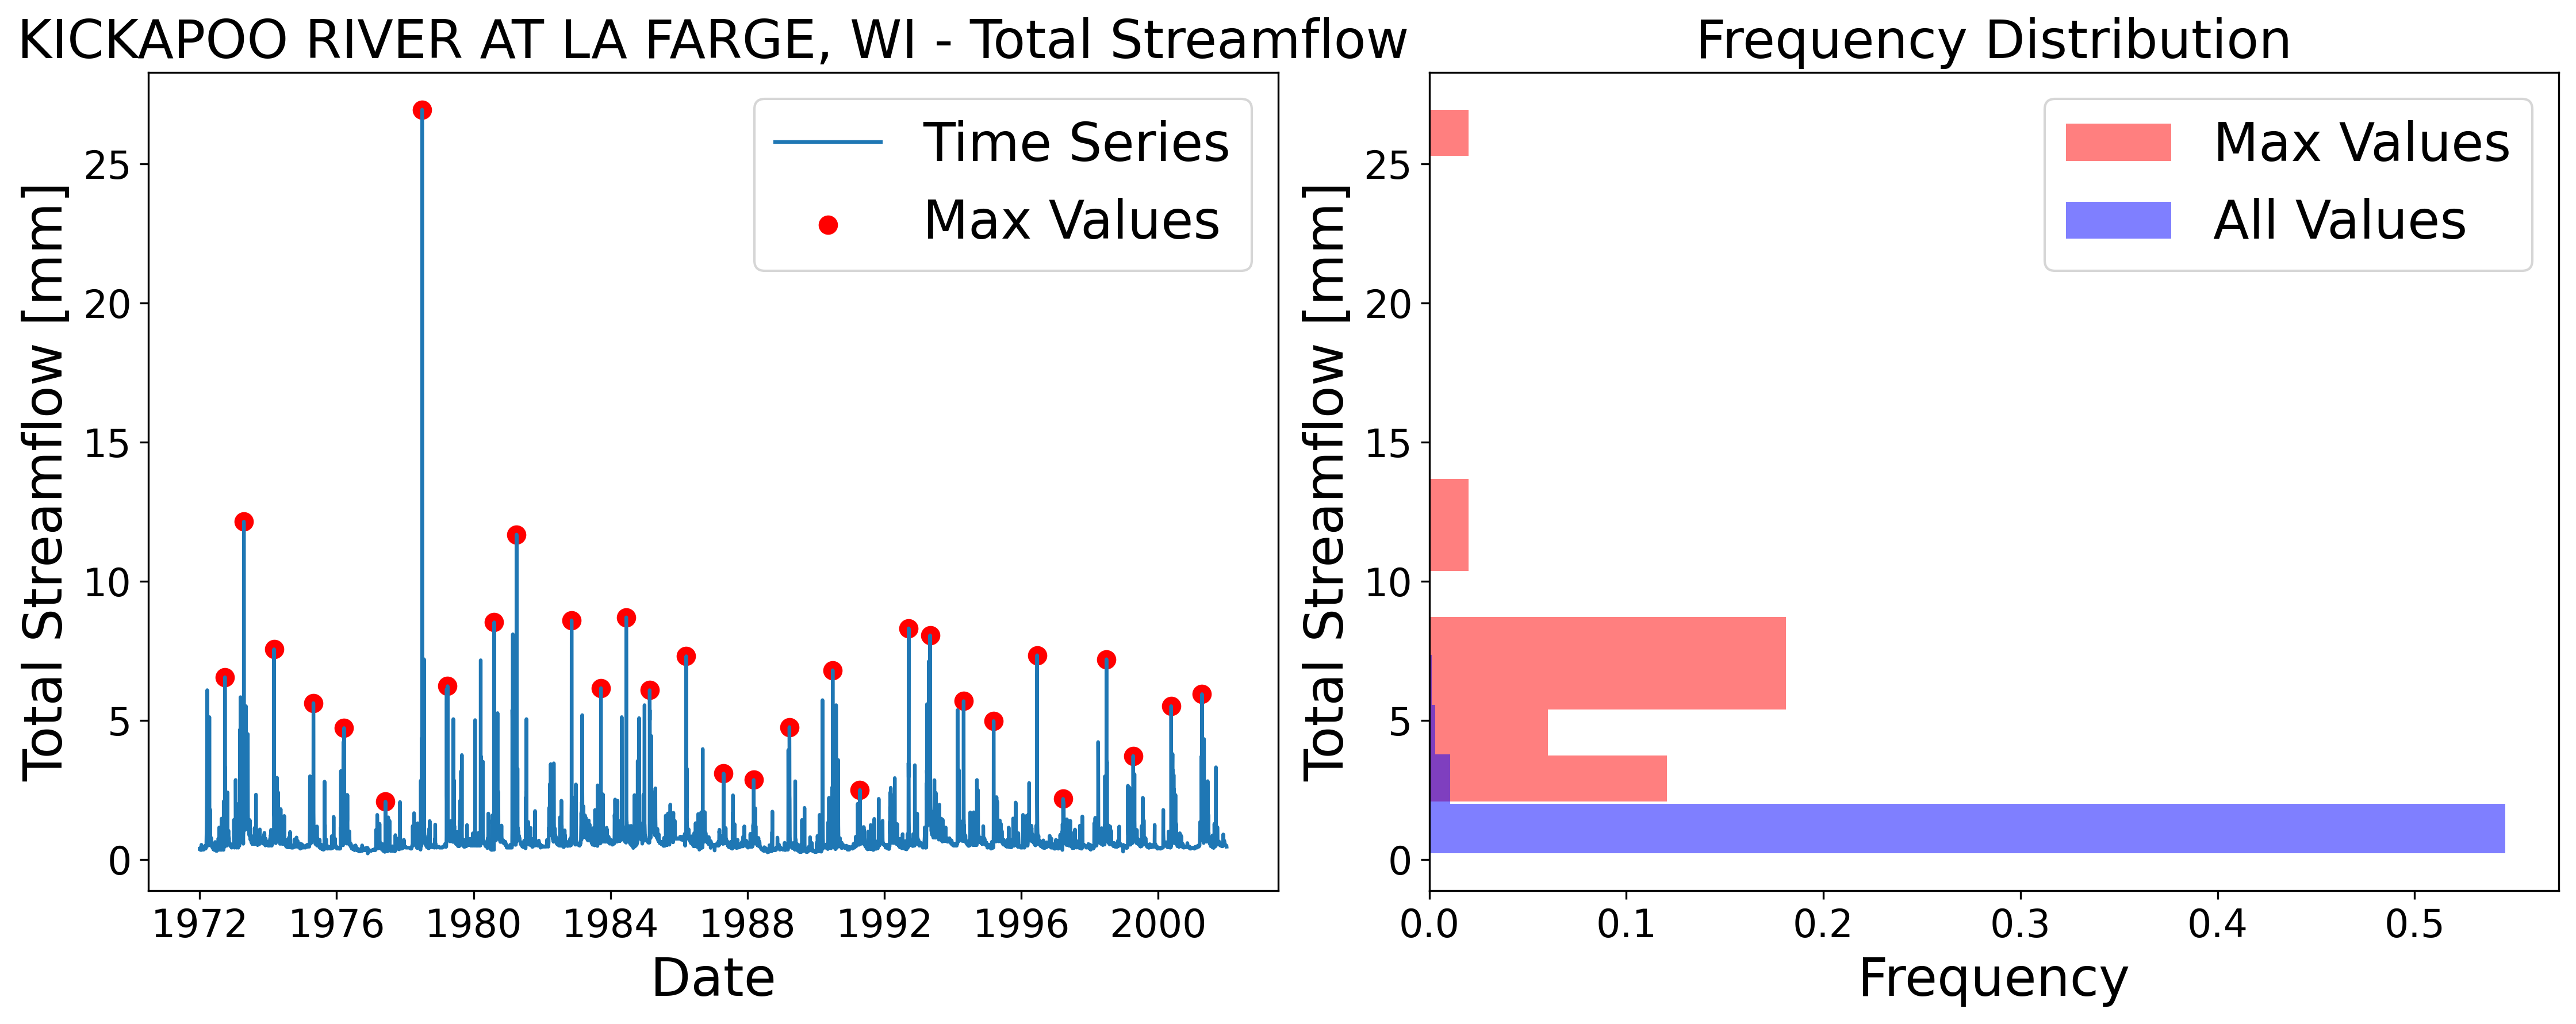 KICKAPOO RIVER AT LA FARGE, WI - Total Streamflow
Total Streamflow [mm]
25
20
15
10
5
0
Time Series
Max Values
1972 1976 1980 1984 1988 1992 1996 2000
Date
Frequency Distribution
Total Streamflow [mm]
25
20
15
10
5
0
Max Values
All Values
0.0 0.1 0.2 0.3 0.4 0.5
Frequency